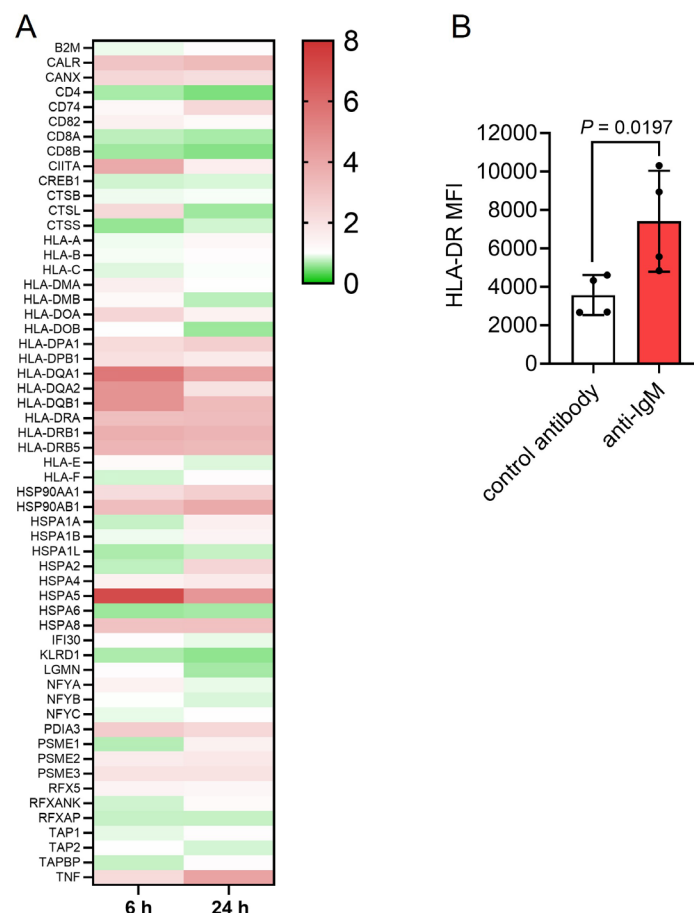 A
B2M
CALR
CANX
CD4
CD74
CD82
CD8A
CD8B
CIITA
CREB1
CTSB
CTSL
CTSS
HLA-A
HLA-B
HLA-C
HLA-DMA
HLA-DMB
HLA-DOA
HLA-DOB
HLA-DPA1
HLA-DPB1
HLA-DQA1
HLA-DQA2
HLA-DQB1
HLA-DRA
HLA-DRB1
HLA-DRB5
HLA-E
HLA-F
HSP90AA1
HSP90AB1
HSPA1A
HSPA1B
HSPA1L
HSPA2
HSPA4
HSPA5
HSPA6
HSPA8
IFI30
KLRD1
LGMN
NFYA
NFYB
NFYC
PDIA3
PSME1
PSME2
PSME3
RFX5
RFXANK
RFXAP
TAP1
TAP2
TAPBP
TNF
6 h 24 h
8
6
4
2
0
B
P = 0.0197
HLA-DR MFI
12000
10000
8000
6000
4000
2000
0
control antibody
anti-IgM